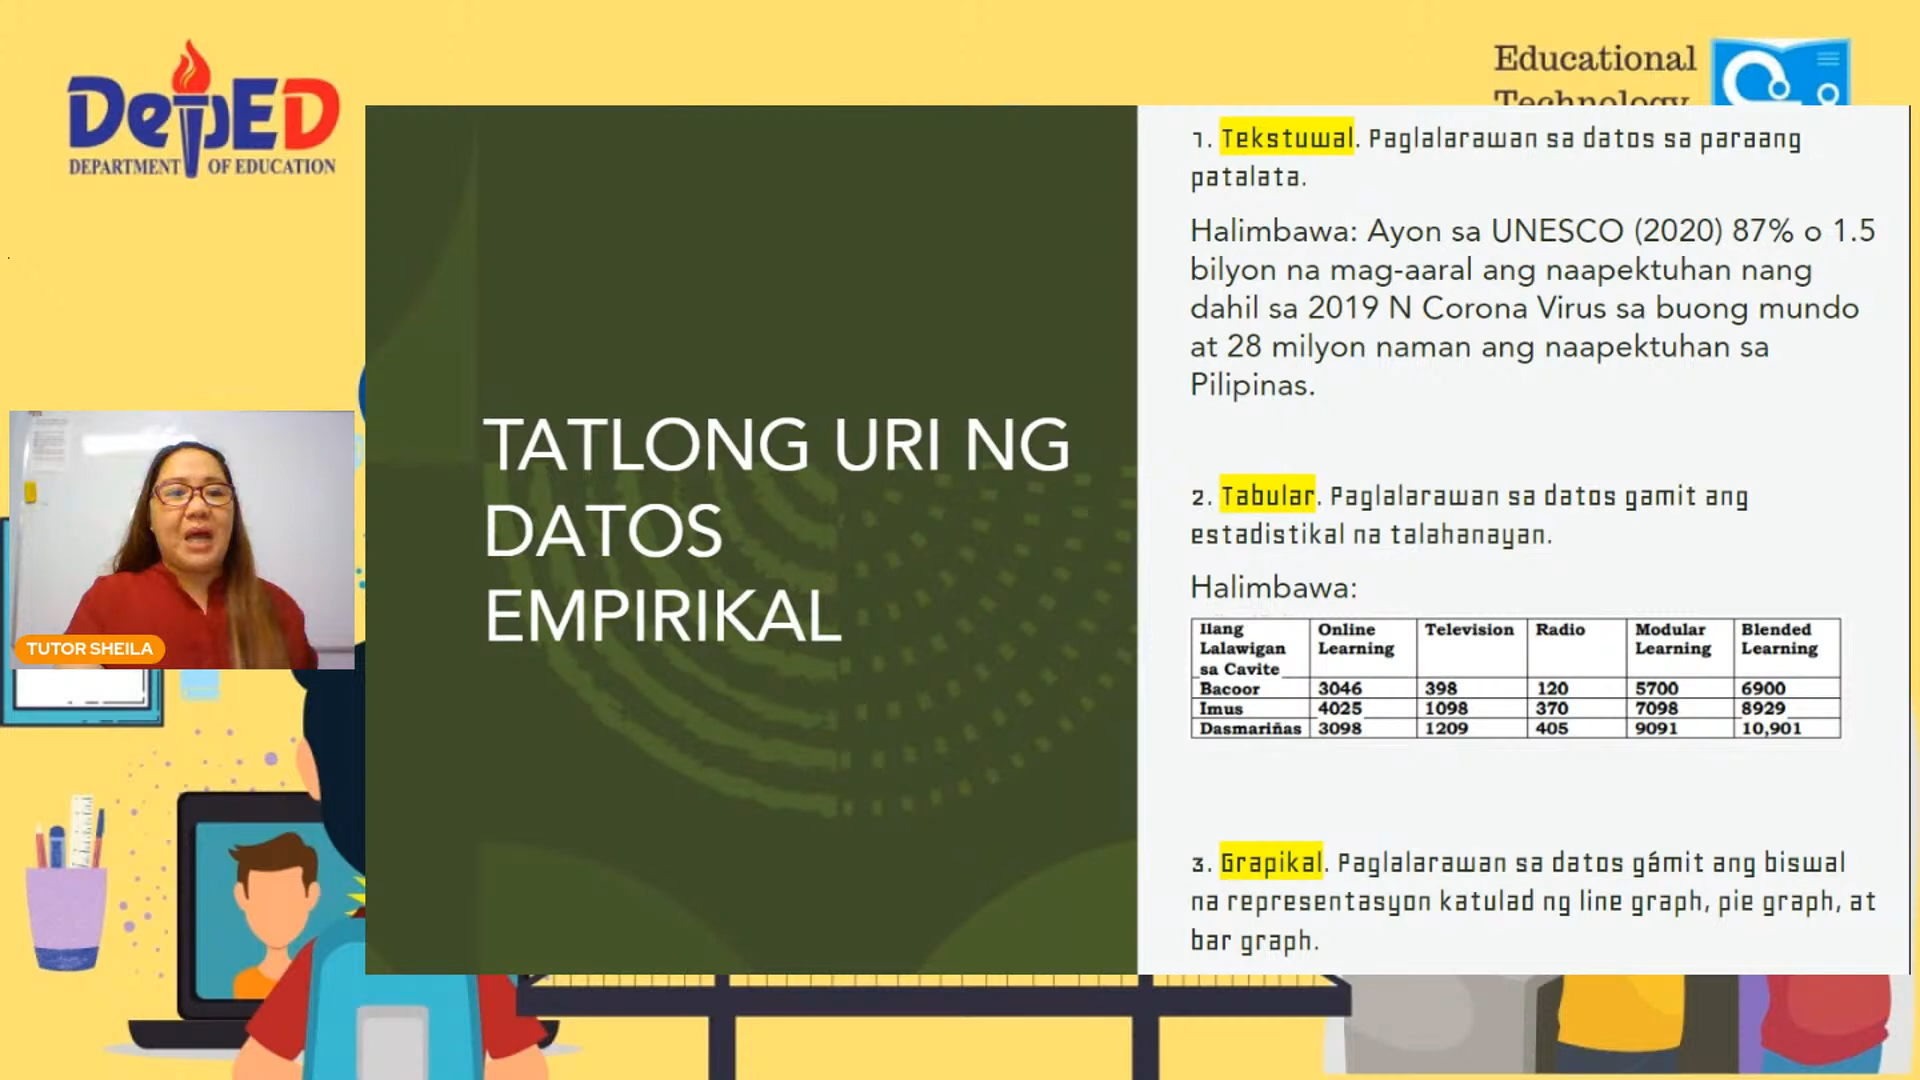 DepED
DEPARTMENT OF EDUCATION
Educational
Technology
TUTOR SHEILA
TATLONG URI NG
DATOS
EMPIRIKAL
1. Tekstuwal. Paglalarawan sa datos sa paraang
patalata.
Halimbawa: Ayon sa UNESCO (2020) 87% o 1.5
bilyon na mag-aaral ang naapektuhan nang
dahil sa 2019 N Corona Virus sa buong mundo
at 28 milyon naman ang naapektuhan sa
Pilipinas.
2. Tabular. Paglalarawan sa datos gamit ang
estadistikal na talahanayan.
Halimbawa:
Ilang Lalawigan sa Cavite Online Learning Television Radio Modular Learning Blended Learning
Bacoor 3046 398 120 5700 6900
Imus 4025 1098 370 7098 8929
Dasmariñas 3098 1209 405 9091 10,901
3. Grapikal. Paglalarawan sa datos gámit ang biswal
na representasyon katulad ng line graph, pie graph, at
bar graph.